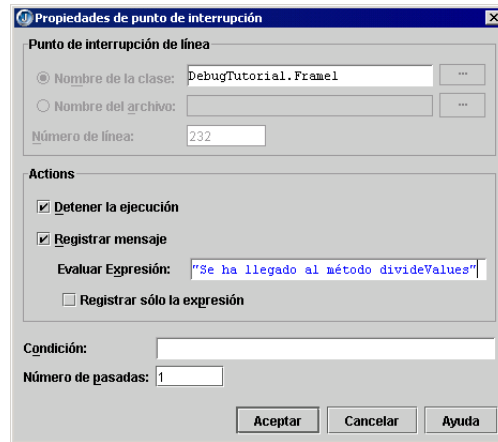 Propiedades de punto de interrupción
Punto de interrupción de línea
Nombre de la clase: DebugTutorial.Frame1 ...
Nombre del archivo: ...
Número de línea: 232
Actions
Detener la ejecución
Registrar mensaje
Evaluar Expresión: "Se ha llegado al método divideValues"
Registrar sólo la expresión
Condición:
Número de pasadas: 1
Aceptar Cancelar Ayuda